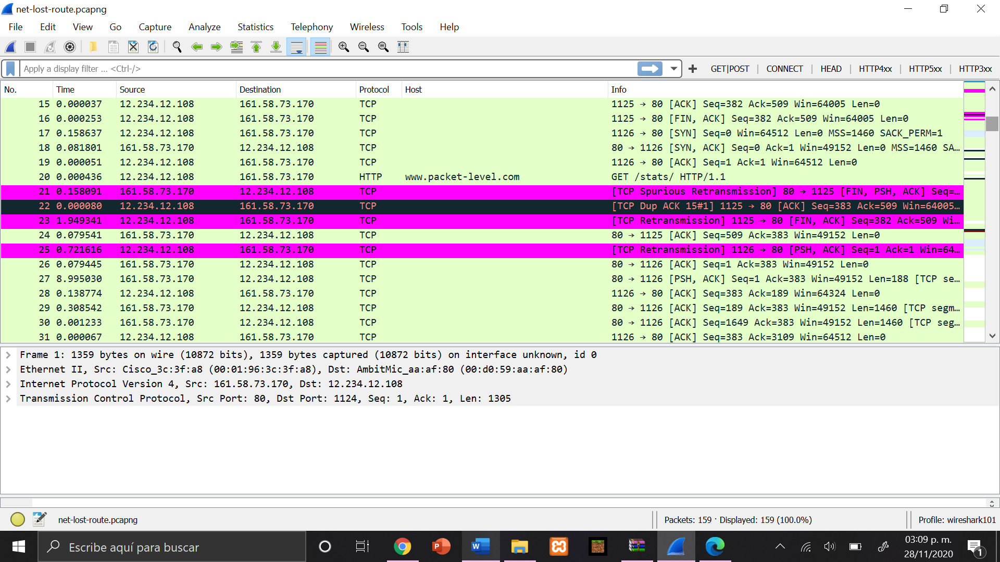 net-lost-route.pcapng
File Edit View Go Capture Analyze Statistics Telephony Wireless Tools Help
Apply a display filter ... <Ctrl-/> GET|POST CONNECT HEAD HTTP4xx HTTP5xx HTTP3xx
No. Time Source Destination Protocol Host Info
15 0.000037 12.234.12.108 161.58.73.170 TCP 1125 → 80 [ACK] Seq=382 Ack=509 Win=64005 Len=0
16 0.000253 12.234.12.108 161.58.73.170 TCP 1125 → 80 [FIN, ACK] Seq=382 Ack=509 Win=64005 Len=0
17 0.158637 12.234.12.108 161.58.73.170 TCP 1126 → 80 [SYN] Seq=0 Win=64512 Len=0 MSS=1460 SACK_PERM=1
18 0.081801 161.58.73.170 12.234.12.108 TCP 80 → 1126 [SYN, ACK] Seq=0 Ack=1 Win=49152 Len=0 MSS=1460 SA…
19 0.000051 12.234.12.108 161.58.73.170 TCP 1126 → 80 [ACK] Seq=1 Ack=1 Win=64512 Len=0
20 0.000436 12.234.12.108 161.58.73.170 HTTP www.packet-level.com GET /stats/ HTTP/1.1
21 0.158091 161.58.73.170 12.234.12.108 TCP [TCP Spurious Retransmission] 80 → 1125 [FIN, PSH, ACK] Seq=…
22 0.000080 12.234.12.108 161.58.73.170 TCP [TCP Dup ACK 15#1] 1125 → 80 [ACK] Seq=383 Ack=509 Win=64005…
23 1.949341 12.234.12.108 161.58.73.170 TCP [TCP Retransmission] 1125 → 80 [FIN, ACK] Seq=382 Ack=509 Wi…
24 0.079541 161.58.73.170 12.234.12.108 TCP 80 → 1125 [ACK] Seq=509 Ack=383 Win=49152 Len=0
25 0.721616 12.234.12.108 161.58.73.170 TCP [TCP Retransmission] 1126 → 80 [PSH, ACK] Seq=1 Ack=1 Win=64…
26 0.079445 161.58.73.170 12.234.12.108 TCP 80 → 1126 [ACK] Seq=1 Ack=383 Win=49152 Len=0
27 8.995030 161.58.73.170 12.234.12.108 TCP 80 → 1126 [PSH, ACK] Seq=1 Ack=383 Win=49152 Len=188 [TCP se…
28 0.138774 12.234.12.108 161.58.73.170 TCP 1126 → 80 [ACK] Seq=383 Ack=189 Win=64324 Len=0
29 0.308542 161.58.73.170 12.234.12.108 TCP 80 → 1126 [ACK] Seq=189 Ack=383 Win=49152 Len=1460 [TCP segm…
30 0.001233 161.58.73.170 12.234.12.108 TCP 80 → 1126 [ACK] Seq=1649 Ack=383 Win=49152 Len=1460 [TCP seg…
31 0.000067 12.234.12.108 161.58.73.170 TCP 1126 → 80 [ACK] Seq=383 Ack=3109 Win=64512 Len=0
Frame 1: 1359 bytes on wire (10872 bits), 1359 bytes captured (10872 bits) on interface unknown, id 0
Ethernet II, Src: Cisco_3c:3f:a8 (00:01:96:3c:3f:a8), Dst: AmbitMic_aa:af:80 (00:d0:59:aa:af:80)
Internet Protocol Version 4, Src: 161.58.73.170, Dst: 12.234.12.108
Transmission Control Protocol, Src Port: 80, Dst Port: 1124, Seq: 1, Ack: 1, Len: 1305
net-lost-route.pcapng Packets: 159 · Displayed: 159 (100.0%) Profile: wireshark101
Escribe aquí para buscar
P
W
03:09 p. m.
28/11/2020
1